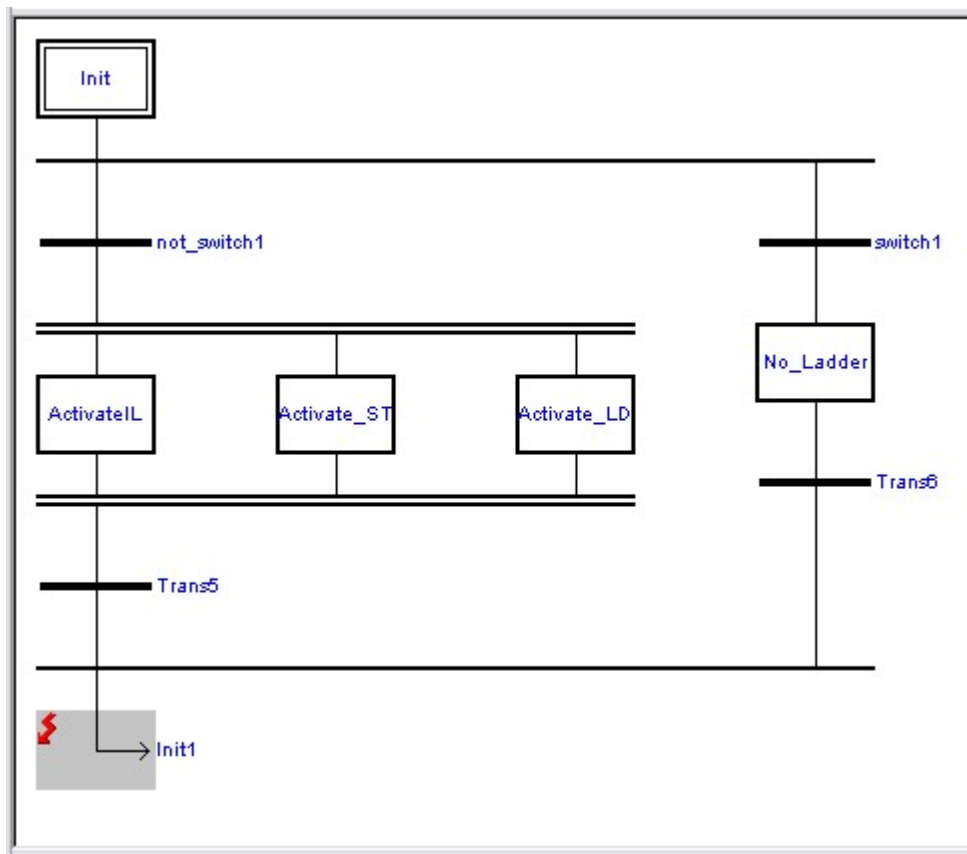 Init
not_switch1
switch1
No_Ladder
ActivateIL
Activate_ST
Activate_LD
Trans6
Trans5
Init1